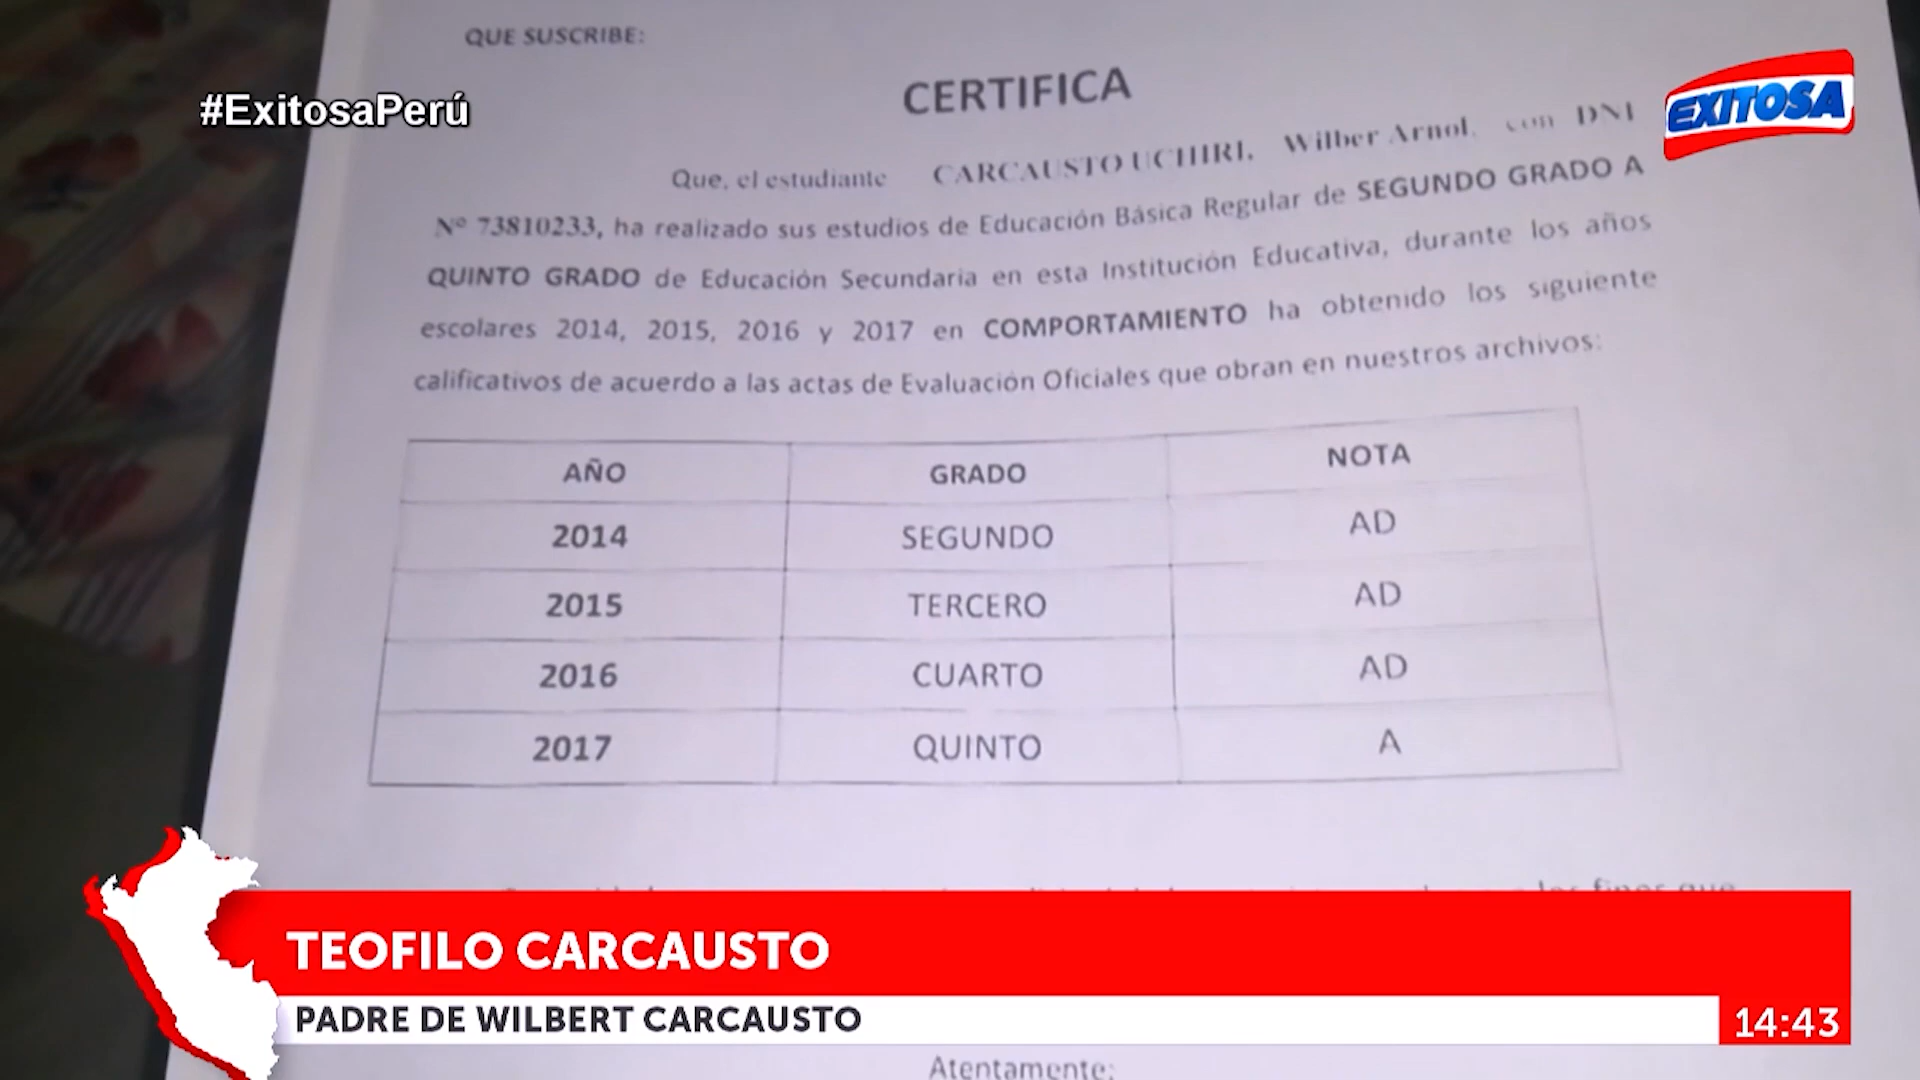 QUE SUSCRIBE:
#ExitosaPerú
CERTIFICA
EXITOSA
Que, el estudiante CARCAUSTO UCHIRI, Wilber Arnol, con DNI
Nº 73810233, ha realizado sus estudios de Educación Básica Regular de SEGUNDO GRADO A
QUINTO GRADO de Educación Secundaria en esta Institución Educativa, durante los años
escolares 2014, 2015, 2016 y 2017 en COMPORTAMIENTO ha obtenido los siguiente
calificativos de acuerdo a las actas de Evaluación Oficiales que obran en nuestros archivos:
AÑO GRADO NOTA
2014 SEGUNDO AD
2015 TERCERO AD
2016 CUARTO AD
2017 QUINTO A
los fines que
TEOFILO CARCAUSTO
PADRE DE WILBERT CARCAUSTO
14:43
Atentamente: